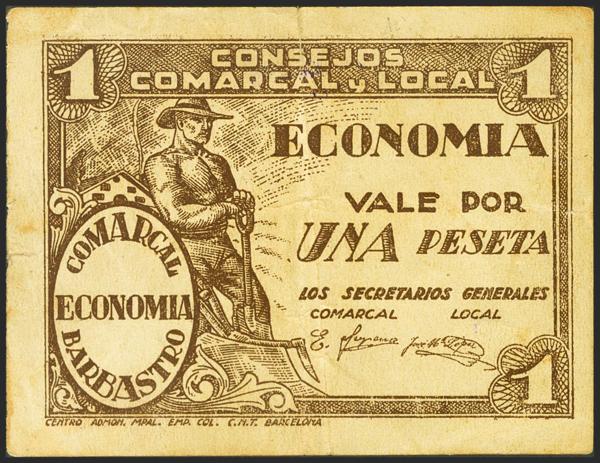 1
CONSEJOS
COMARCAL y LOCAL
1
ECONOMIA
VALE POR
UNA PESETA
LOS SECRETARIOS GENERALES
COMARCAL LOCAL
E.
COMARCAL
ECONOMIA
BARBASTRO
1
CENTRO ADMON. MPAL. EMP. COL. C.N.T. BARCELONA